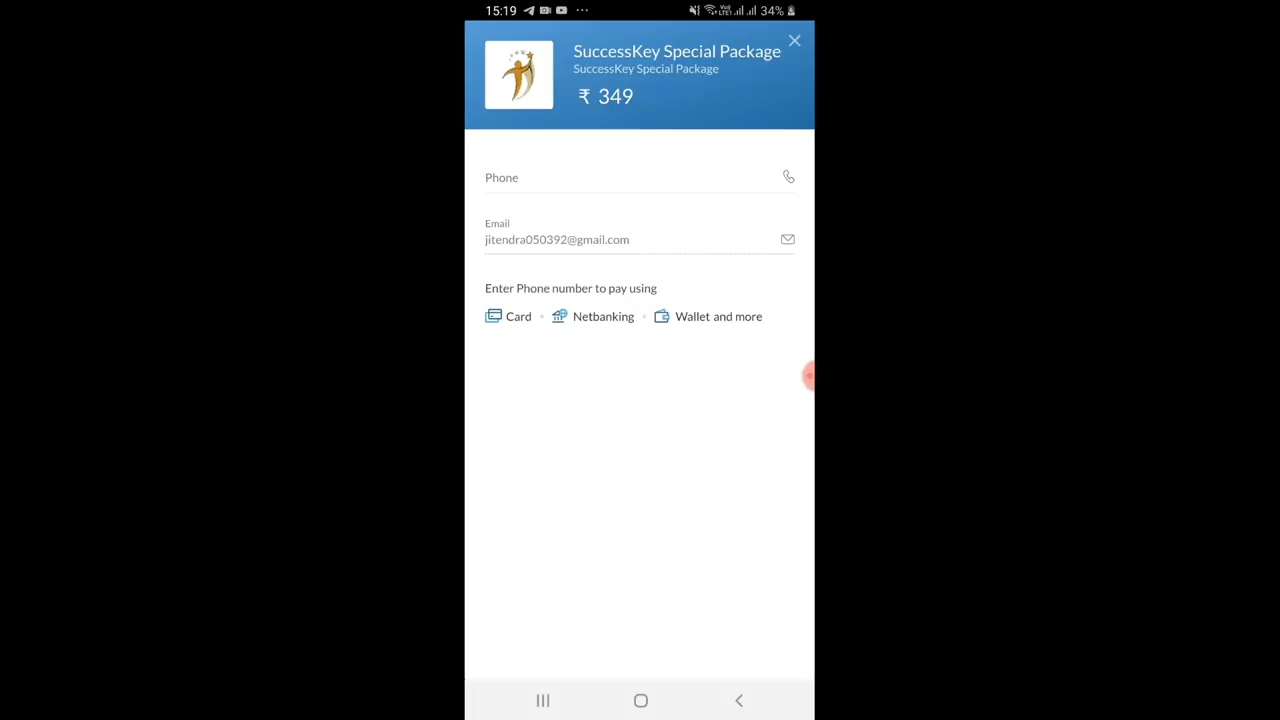 15:19 34%
SuccessKey Special Package
SuccessKey Special Package
₹ 349
Phone
Email
jitendra050392@gmail.com
Enter Phone number to pay using
Card Netbanking Wallet and more